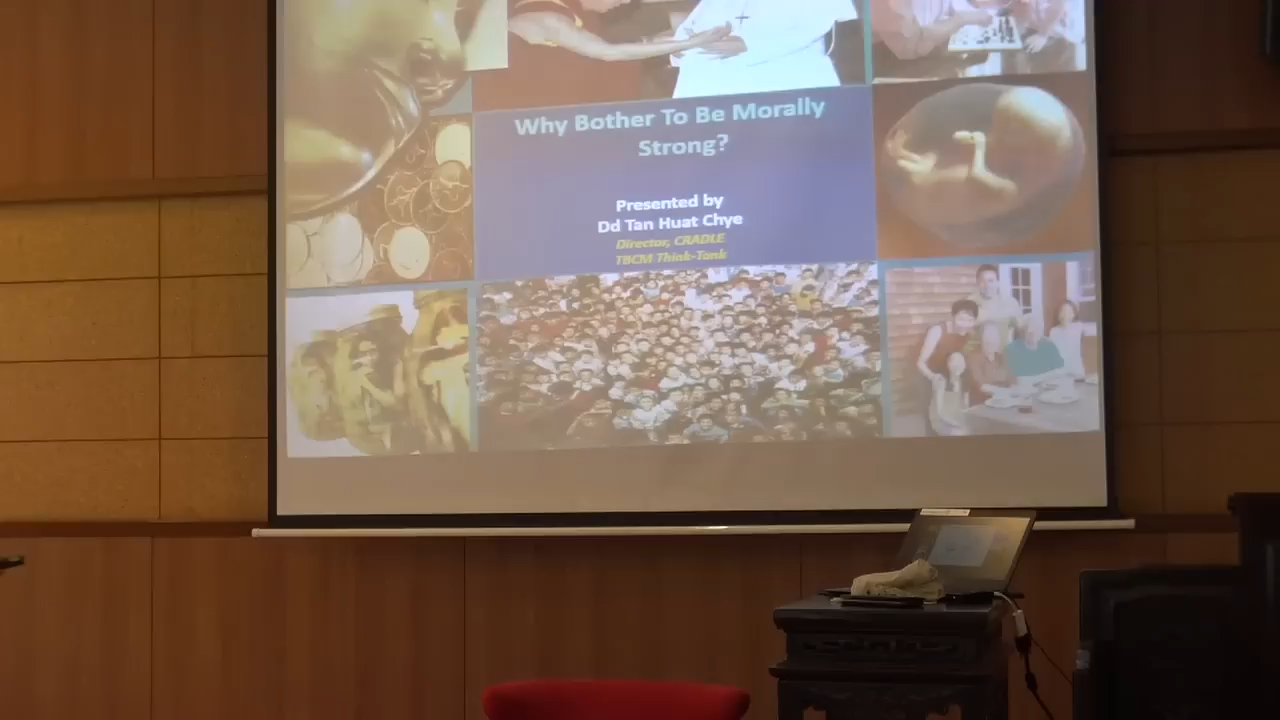 Why Bother To Be Morally
Strong?
Presented by
Dd Tan Huat Chye
Director, CRADLE
TBCM Think-Tank